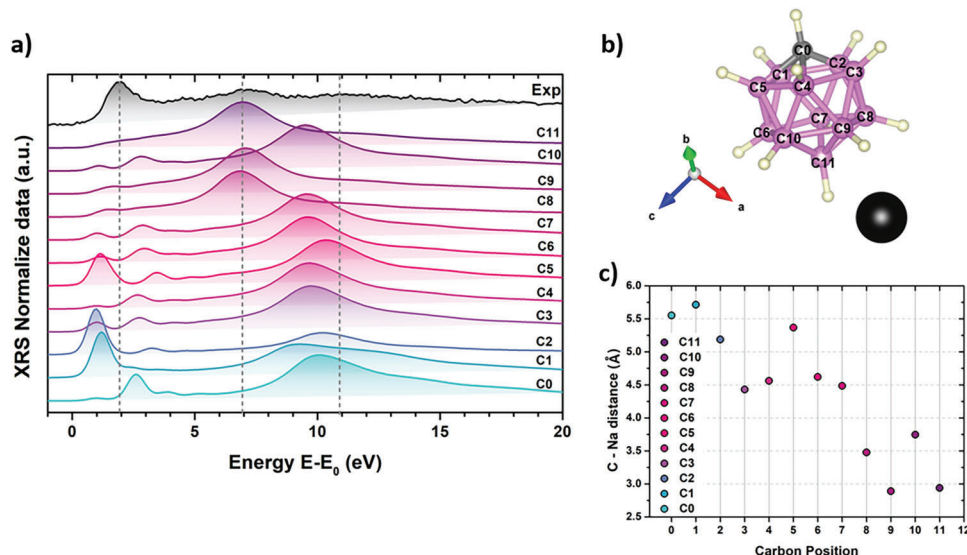 a)
XRS Normalize data (a.u.)
Exp
C11
C10
C9
C8
C7
C6
C5
C4
C3
C2
C1
C0
0
5
10
15
20
Energy E-E0 (eV)
b)
C0
C1
C2
C3
C5
C4
C7
C8
C6
C10
C9
C11
b
c
a
c)
C - Na distance (Å)
6.0
5.5
5.0
4.5
4.0
3.5
3.0
2.5
C11
C10
C9
C8
C7
C6
C5
C4
C3
C2
C1
C0
0 1 2 3 4 5 6 7 8 9 10 11 12
Carbon Position